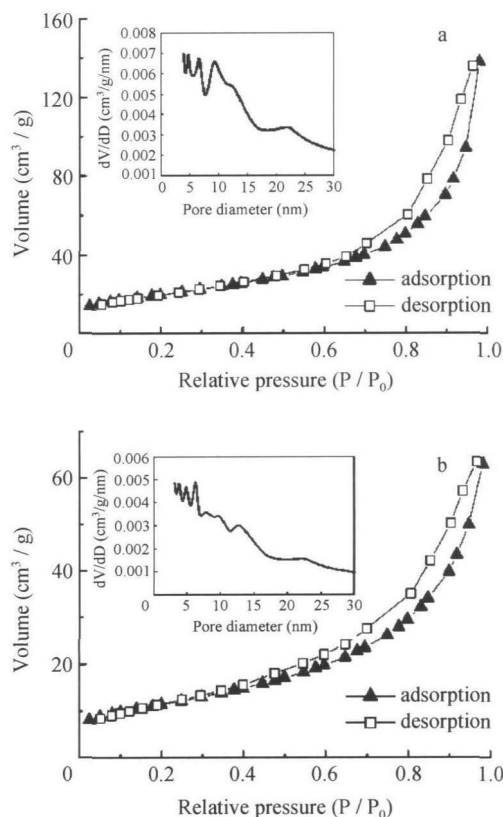 160
120
80
40
0
Volume (cm³ / g)
a
0.008
0.007
0.006
0.005
0.004
0.003
0.002
0.001
dV/dD (cm³/g/nm)
0 5 10 15 20 25 30
Pore diameter (nm)
adsorption
desorption
0 0.2 0.4 0.6 0.8 1.0
Relative pressure (P / P₀)
60
40
20
0
Volume (cm³ / g)
b
0.006
0.005
0.004
0.003
0.002
0.001
dV/dD (cm³/g/nm)
0 5 10 15 20 25 30
Pore diameter (nm)
adsorption
desorption
0 0.2 0.4 0.6 0.8 1.0
Relative pressure (P / P₀)